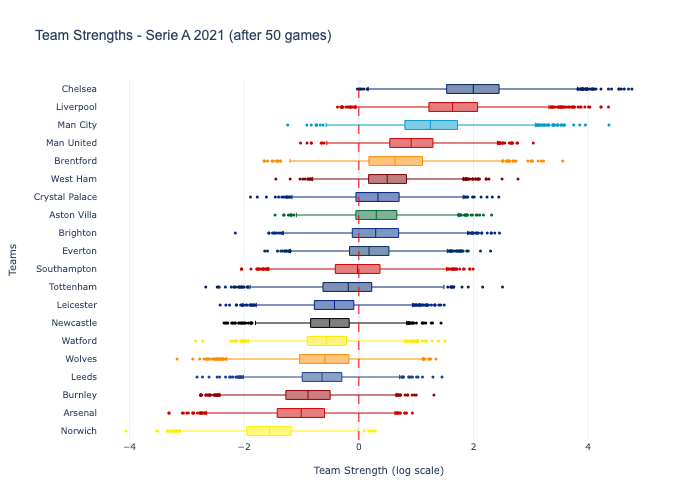 Team Strengths - Serie A 2021 (after 50 games)
Chelsea
Liverpool
Man City
Man United
Brentford
West Ham
Crystal Palace
Aston Villa
Brighton
Everton
Southampton
Tottenham
Leicester
Newcastle
Watford
Wolves
Leeds
Burnley
Arsenal
Norwich
Teams
−4 −2 0 2 4
Team Strength (log scale)